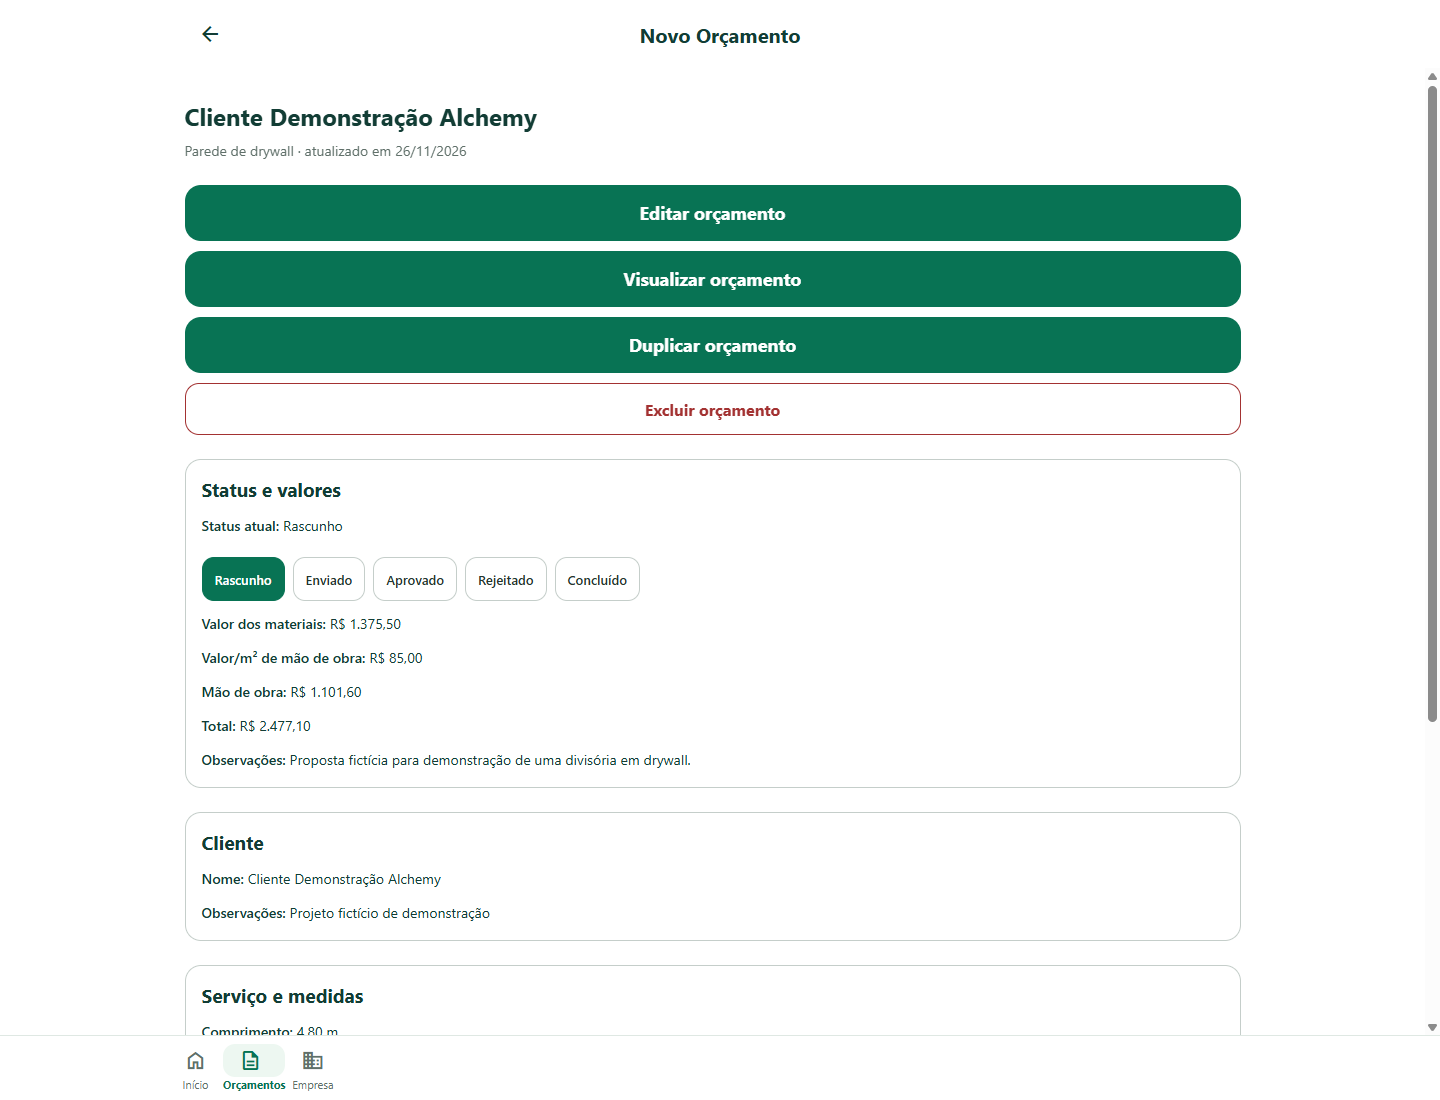 Novo Orçamento
Cliente Demonstração Alchemy
Parede de drywall · atualizado em 26/11/2026
Editar orçamento
Visualizar orçamento
Duplicar orçamento
Excluir orçamento
Status e valores
Status atual: Rascunho
Rascunho Enviado Aprovado Rejeitado Concluído
Valor dos materiais: R$ 1.375,50
Valor/m² de mão de obra: R$ 85,00
Mão de obra: R$ 1.101,60
Total: R$ 2.477,10
Observações: Proposta fictícia para demonstração de uma divisória em drywall.
Cliente
Nome: Cliente Demonstração Alchemy
Observações: Projeto fictício de demonstração
Serviço e medidas
Comprimento: 4,80 m
Início Orçamentos Empresa